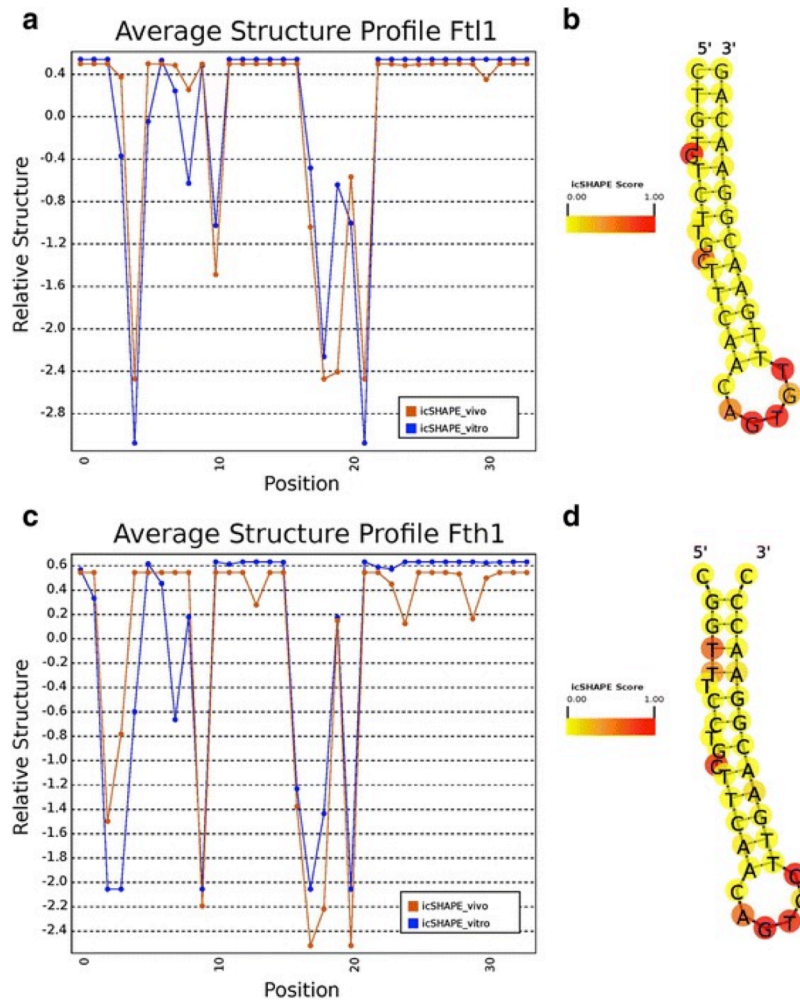 a
Average Structure Profile Ftl1
0.4
0.0
-0.4
-0.8
-1.2
-1.6
-2.0
-2.4
-2.8
Relative Structure
icSHAPE_vivo
icSHAPE_vitro
0
10
20
30
Position
b
5' 3'
C G
T A
G C
T A
G A
T G
C G
T C
T A
G A
C G
T T
T T
C T
A G
A T
C G
A
icSHAPE Score
0.00 1.00
c
Average Structure Profile Fth1
0.6
0.4
0.2
0.0
-0.2
-0.4
-0.6
-0.8
-1.0
-1.2
-1.4
-1.6
-1.8
-2.0
-2.2
-2.4
Relative Structure
icSHAPE_vivo
icSHAPE_vitro
0
10
20
30
Position
d
5' 3'
C C
G C
G C
T A
T A
T G
C G
C C
T A
G A
C G
T T
T T
C C
A
A T
C G
A
icSHAPE Score
0.00 1.00